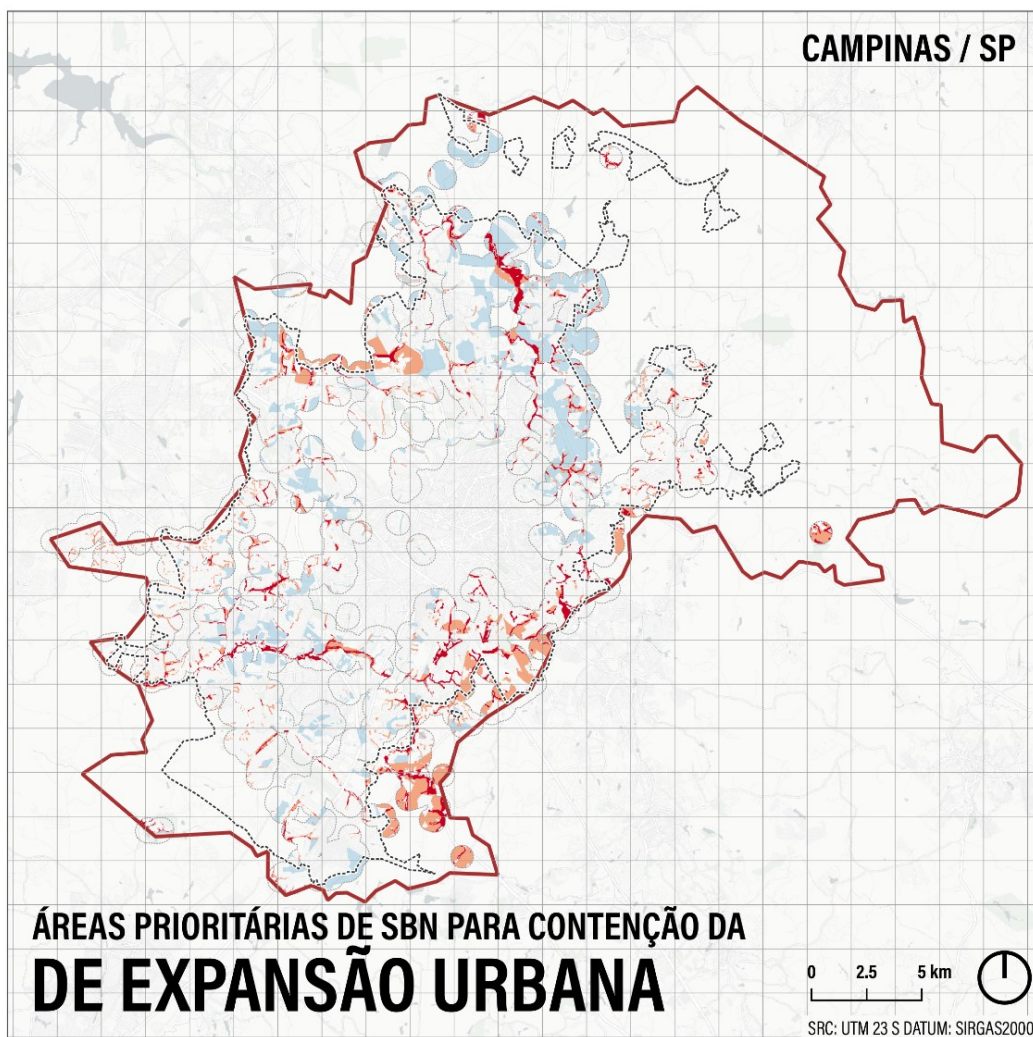 CAMPINAS / SP
ÁREAS PRIORITÁRIAS DE SBN PARA CONTENÇÃO DA
DE EXPANSÃO URBANA
0 2.5 5 km
SRC: UTM 23 S DATUM: SIRGAS2000